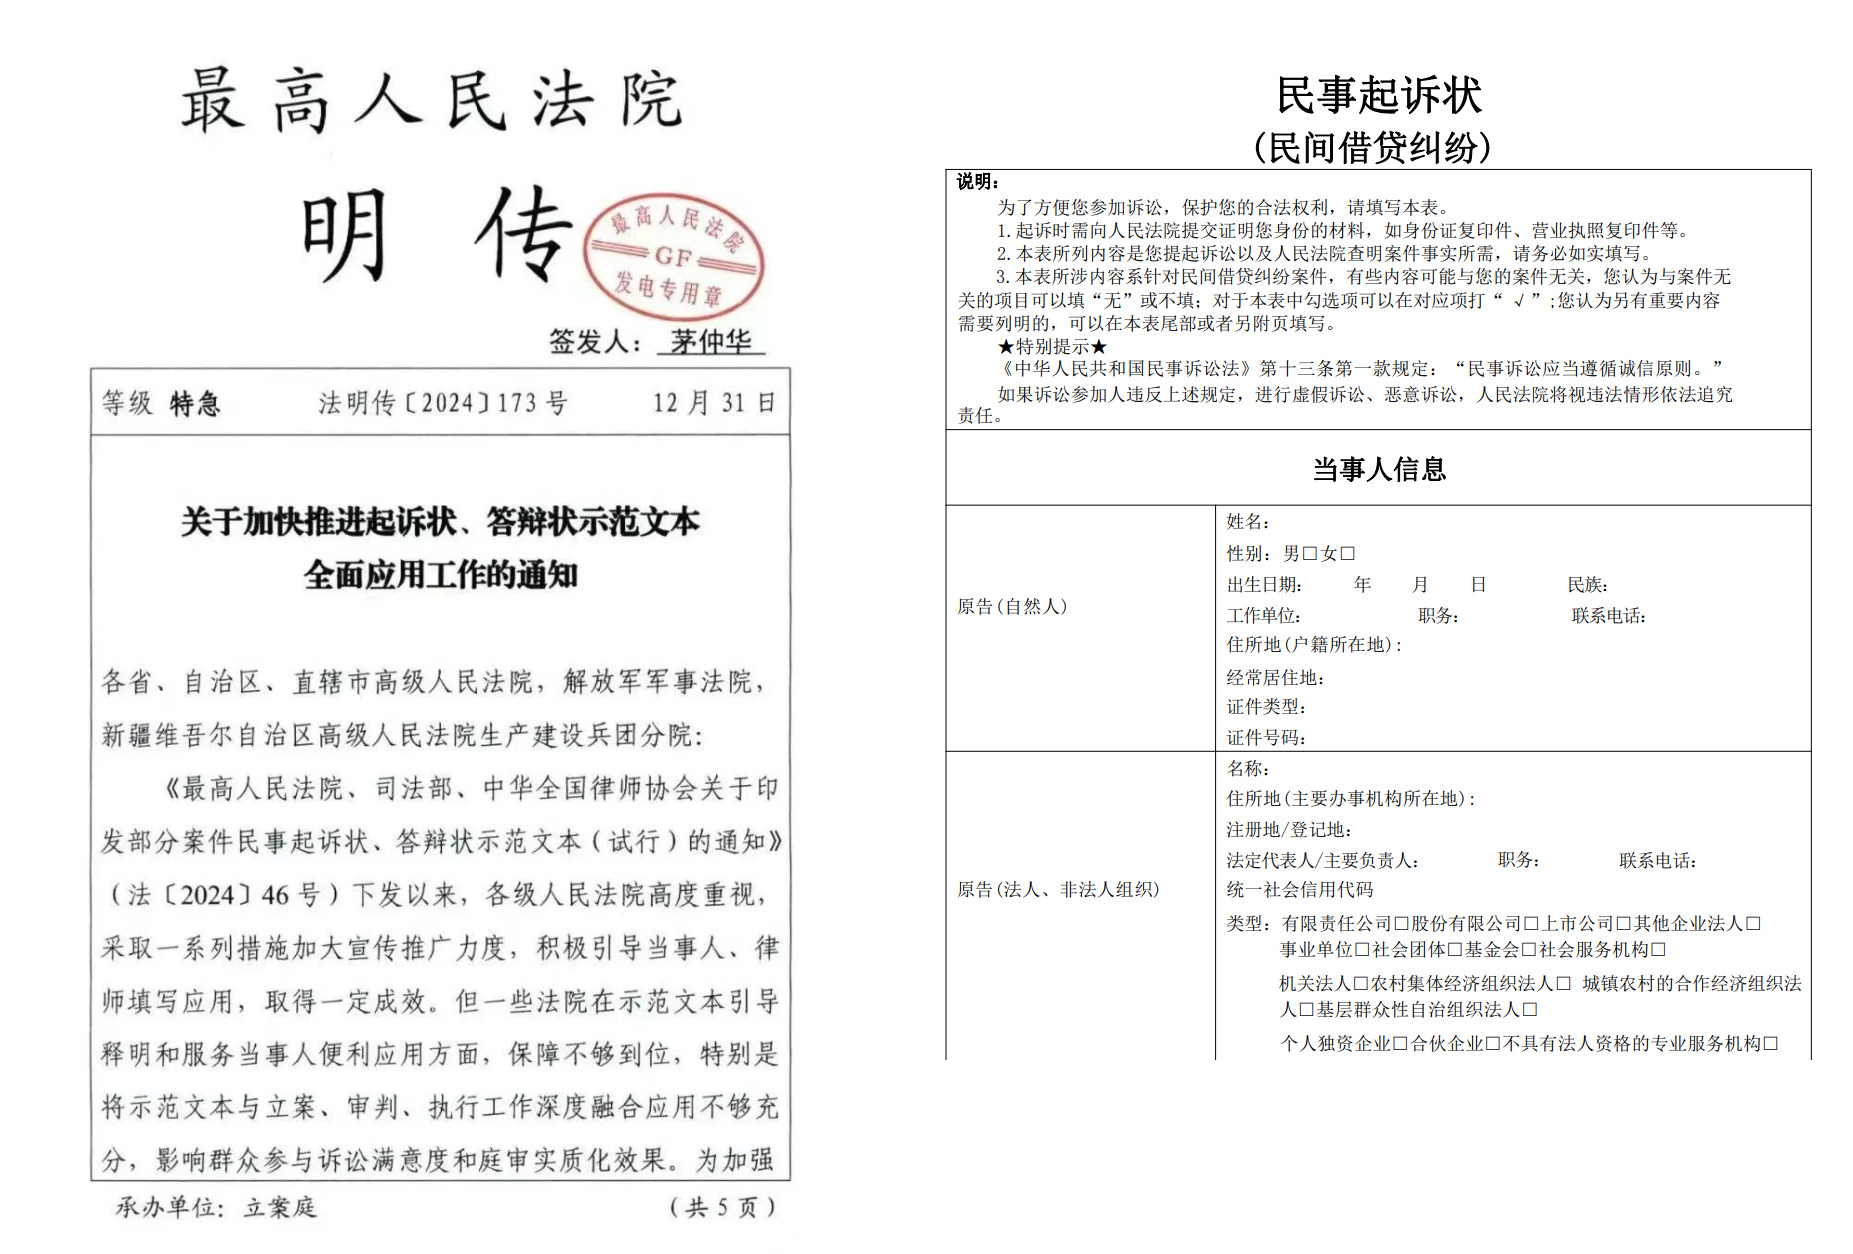 最高人民法院
明 传
最高人民法院
GF
发电专用章
签发人: 茅仲华
等级 特急 法明传〔2024〕173号 12月31日
关于加快推进起诉状、答辩状示范文本
全面应用工作的通知
各省、自治区、直辖市高级人民法院，解放军军事法院，
新疆维吾尔自治区高级人民法院生产建设兵团分院：
《最高人民法院、司法部、中华全国律师协会关于印
发部分案件民事起诉状、答辩状示范文本（试行）的通知》
（法〔2024〕46号）下发以来，各级人民法院高度重视，
采取一系列措施加大宣传推广力度，积极引导当事人、律
师填写应用，取得一定成效。但一些法院在示范文本引导
释明和服务当事人便利应用方面，保障不够到位，特别是
将示范文本与立案、审判、执行工作深度融合应用不够充
分，影响群众参与诉讼满意度和庭审实质化效果。为加强
承办单位：立案庭 （共5页）
民事起诉状
(民间借贷纠纷)
说明：
为了方便您参加诉讼，保护您的合法权利，请填写本表。
1.起诉时需向人民法院提交证明您身份的材料，如身份证复印件、营业执照复印件等。
2.本表所列内容是您提起诉讼以及人民法院查明案件事实所需，请务必如实填写。
3.本表所涉内容系针对民间借贷纠纷案件，有些内容可能与您的案件无关，您认为与案件无
关的项目可以填“无”或不填；对于本表中勾选项可以在对应项打“ √ ”;您认为另有重要内容
需要列明的，可以在本表尾部或者另附页填写。
★特别提示★
《中华人民共和国民事诉讼法》第十三条第一款规定：“民事诉讼应当遵循诚信原则。”
如果诉讼参加人违反上述规定，进行虚假诉讼、恶意诉讼，人民法院将视违法情形依法追究
责任。
当事人信息
原告(自然人)
姓名：
性别：男□女□
出生日期： 年 月 日 民族：
工作单位： 职务： 联系电话：
住所地(户籍所在地)：
经常居住地：
证件类型：
证件号码：
原告(法人、非法人组织)
名称：
住所地(主要办事机构所在地)：
注册地/登记地：
法定代表人/主要负责人： 职务： 联系电话：
统一社会信用代码
类型：有限责任公司□股份有限公司□上市公司□其他企业法人□
事业单位□社会团体□基金会□社会服务机构□
机关法人□农村集体经济组织法人□ 城镇农村的合作经济组织法
人□基层群众性自治组织法人□
个人独资企业□合伙企业□不具有法人资格的专业服务机构□